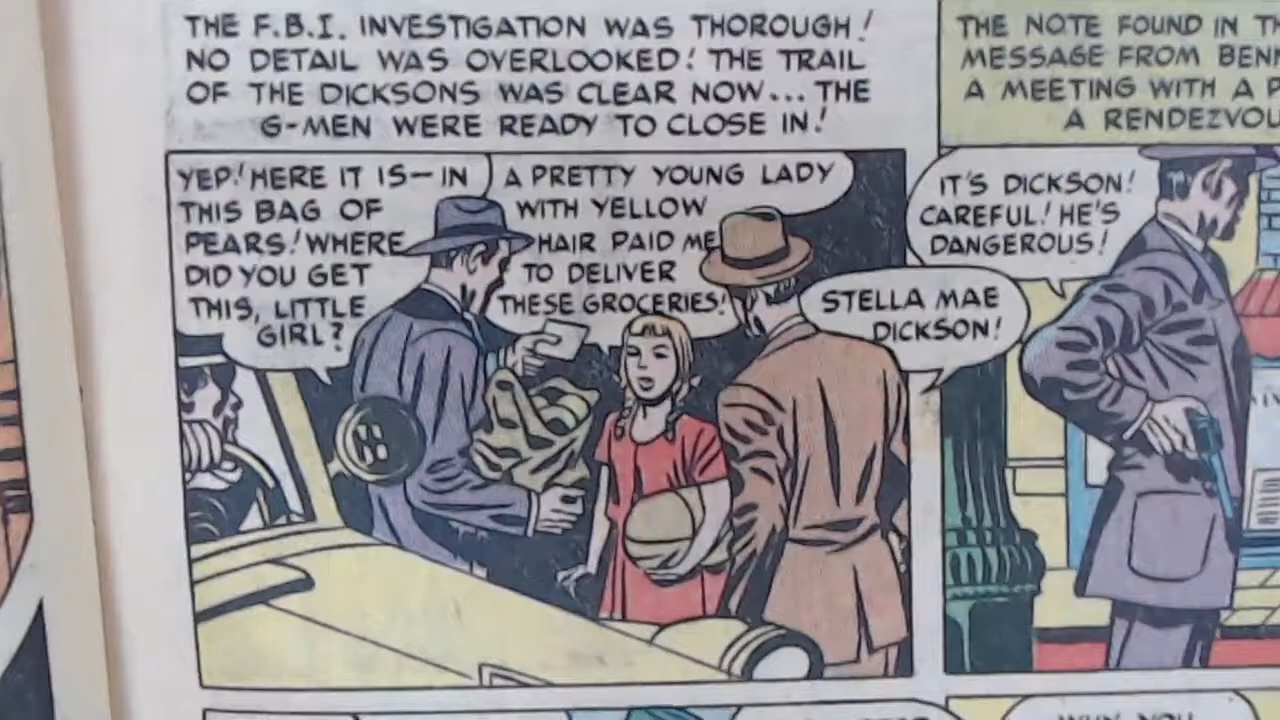 THE F.B.I. INVESTIGATION WAS THOROUGH!
NO DETAIL WAS OVERLOOKED! THE TRAIL
OF THE DICKSONS WAS CLEAR NOW... THE
G-MEN WERE READY TO CLOSE IN!
YEP! HERE IT IS—IN
THIS BAG OF
PEARS! WHERE
DID YOU GET
THIS, LITTLE
GIRL?
A PRETTY YOUNG LADY
WITH YELLOW
HAIR PAID ME
TO DELIVER
THESE GROCERIES!
STELLA MAE
DICKSON!
THE NOTE FOUND IN
MESSAGE FROM
A MEETING WITH A
A
IT'S DICKSON!
CAREFUL! HE'S
DANGEROUS!